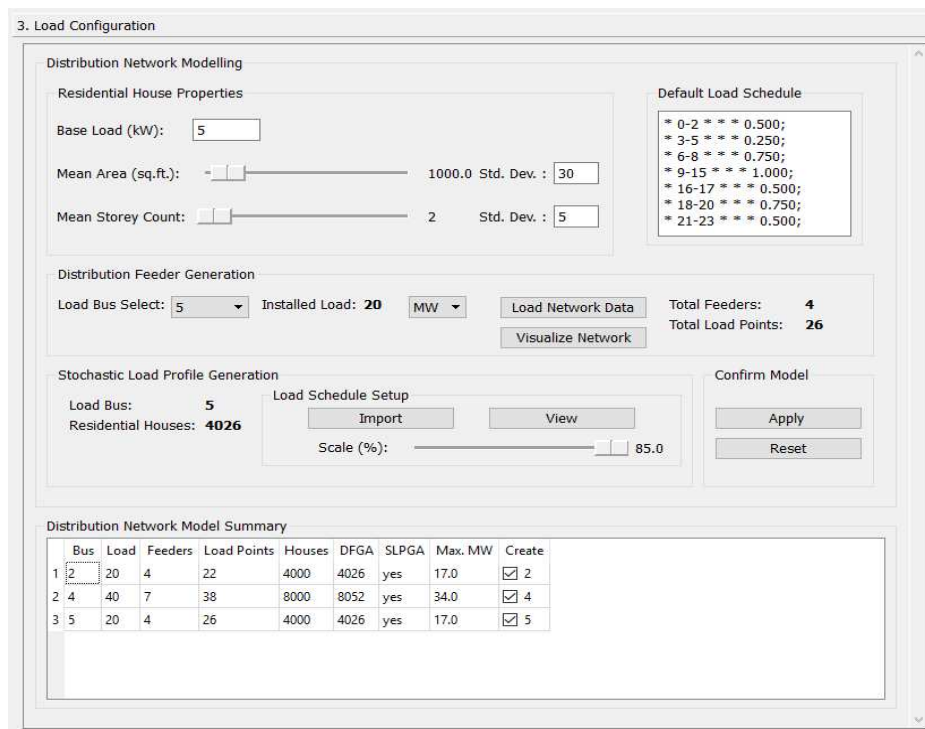 3. Load Configuration
Distribution Network Modelling
Residential House Properties
Base Load (kW): 5
Mean Area (sq.ft.): 1000.0 Std. Dev. : 30
Mean Storey Count: 2 Std. Dev. : 5
Default Load Schedule
* 0-2 * * * 0.500;
* 3-5 * * * 0.250;
* 6-8 * * * 0.750;
* 9-15 * * * 1.000;
* 16-17 * * * 0.500;
* 18-20 * * * 0.750;
* 21-23 * * * 0.500;
Distribution Feeder Generation
Load Bus Select: 5 Installed Load: 20 MW Load Network Data Total Feeders: 4
Visualize Network Total Load Points: 26
Stochastic Load Profile Generation
Load Bus: 5
Residential Houses: 4026
Load Schedule Setup
Import View
Scale (%): 85.0
Confirm Model
Apply
Reset
Distribution Network Model Summary
Bus Load Feeders Load Points Houses DFGA SLPGA Max. MW Create
1 2 20 4 22 4000 4026 yes 17.0 2
2 4 40 7 38 8000 8052 yes 34.0 4
3 5 20 4 26 4000 4026 yes 17.0 5